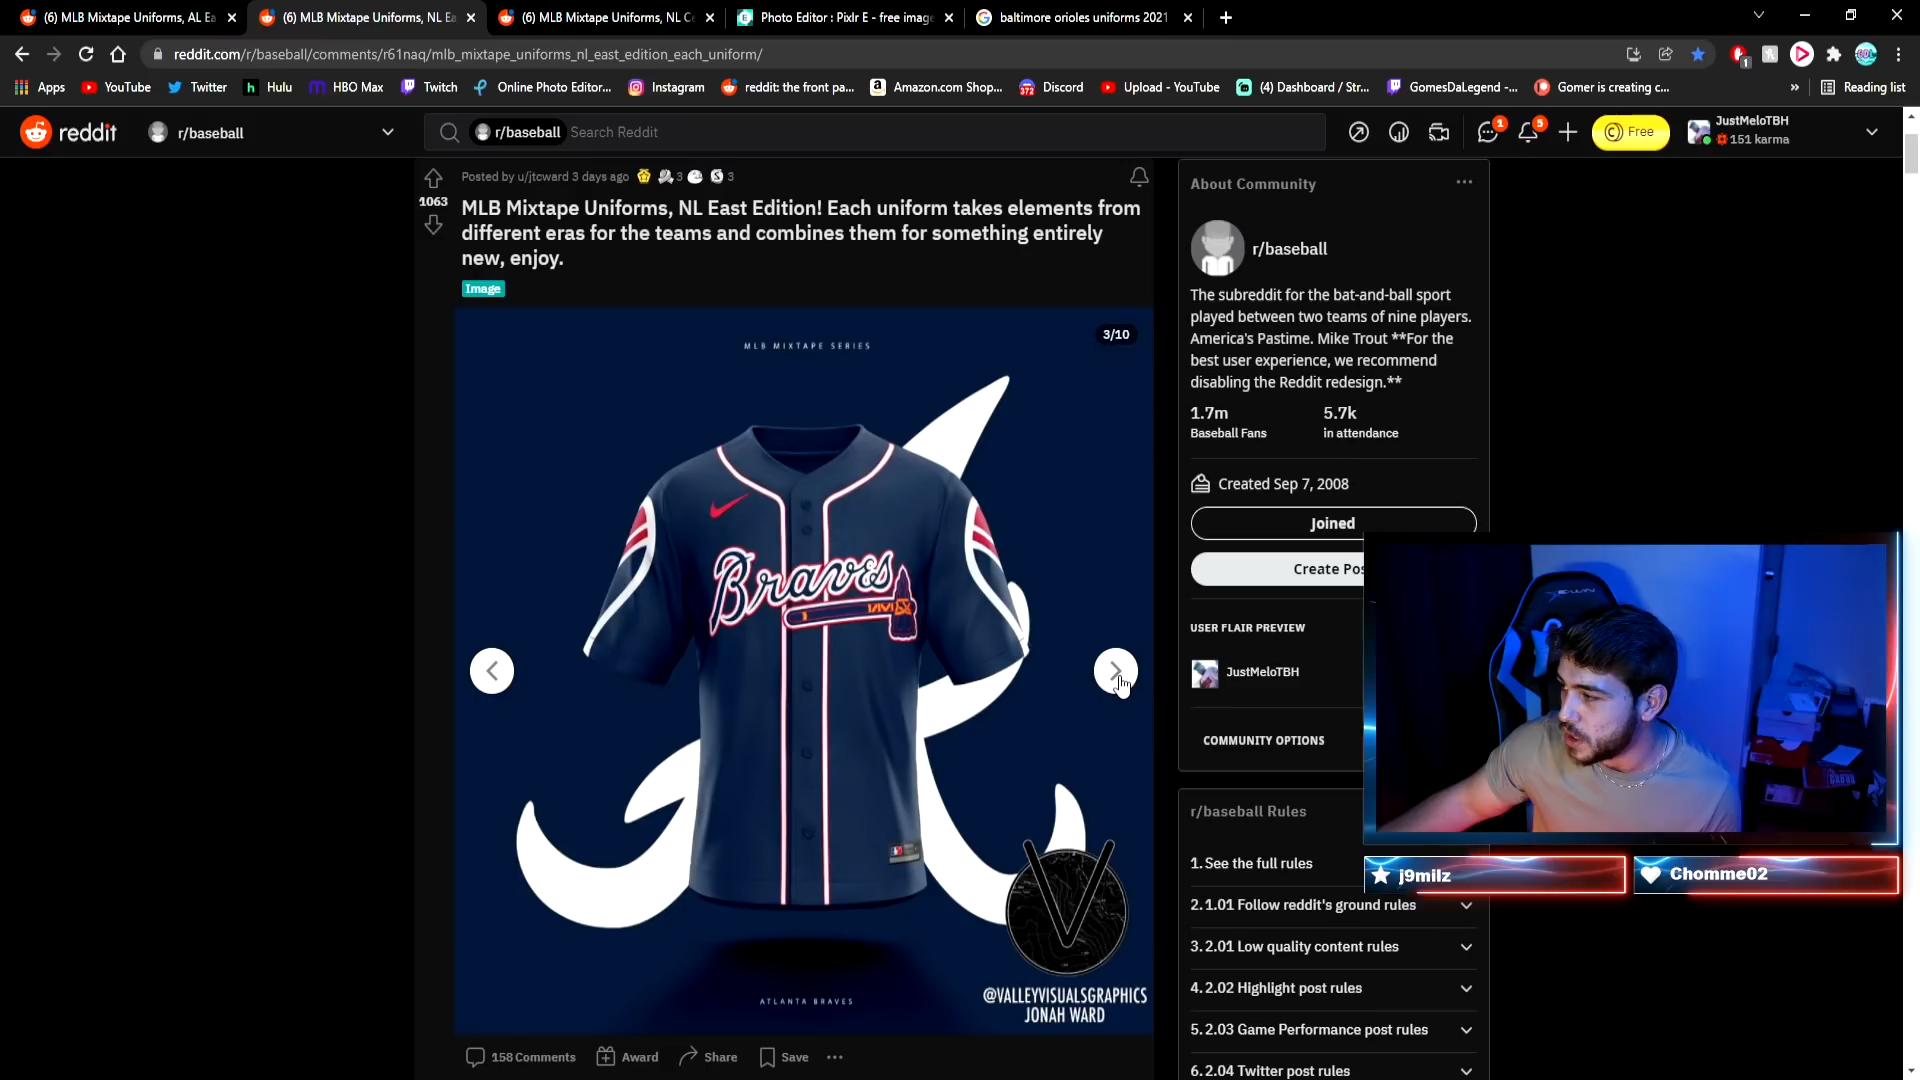 (6) MLB Mixtape Uniforms, AL Ea
(6) MLB Mixtape Uniforms, NL Ea
(6) MLB Mixtape Uniforms, NL Ce
Photo Editor : Pixlr E - free image
baltimore orioles uniforms 2021
reddit.com/r/baseball/comments/r61naq/mlb_mixtape_uniforms_nl_east_edition_each_uniform/
Apps
YouTube
Twitter
Hulu
HBO Max
Twitch
Online Photo Editor...
Instagram
reddit: the front pa...
Amazon.com Shop...
Discord
Upload - YouTube
(4) Dashboard / Str...
GomesDaLegend -...
Gomer is creating c...
Reading list
reddit
r/baseball
r/baseball
Search Reddit
1
5
Free
JustMeloTBH
151 karma
Posted by u/jtcward 3 days ago
3
3
1063
MLB Mixtape Uniforms, NL East Edition! Each uniform takes elements from
different eras for the teams and combines them for something entirely
new, enjoy.
Image
3/10
MLB MIXTAPE SERIES
Braves
ATLANTA BRAVES
@VALLEYVISUALSGRAPHICS
JONAH WARD
158 Comments
Award
Share
Save
About Community
r/baseball
The subreddit for the bat-and-ball sport
played between two teams of nine players.
America's Pastime. Mike Trout **For the
best user experience, we recommend
disabling the Reddit redesign.**
1.7m
5.7k
Baseball Fans
in attendance
Created Sep 7, 2008
Joined
Create Pos
USER FLAIR PREVIEW
JustMeloTBH
COMMUNITY OPTIONS
r/baseball Rules
1. See the full rules
2. 1.01 Follow reddit's ground rules
3. 2.01 Low quality content rules
4. 2.02 Highlight post rules
5. 2.03 Game Performance post rules
6. 2.04 Twitter post rules
j9milz
Chomme02